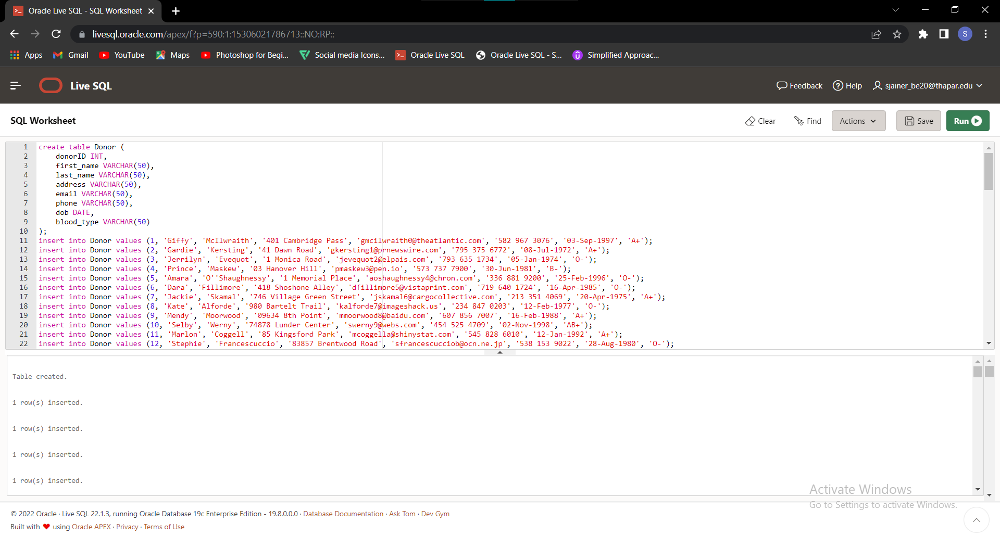 Oracle Live SQL - SQL Worksheet
livesql.oracle.com/apex/f?p=590:1:15306021786713::NO:RP::
S
Apps Gmail YouTube Maps Photoshop for Begi... Social media Icons... Oracle Live SQL Oracle Live SQL - S... Simplified Approac...
Live SQL
Feedback Help sjainer_be20@thapar.edu
SQL Worksheet
Clear Find Actions Save Run
1 create table Donor (
2 donorID INT,
3 first_name VARCHAR(50),
4 last_name VARCHAR(50),
5 address VARCHAR(50),
6 email VARCHAR(50),
7 phone VARCHAR(50),
8 dob DATE,
9 blood_type VARCHAR(50)
10 );
11 insert into Donor values (1, 'Giffy', 'McIlwraith', '401 Cambridge Pass', 'gmcilwraith0@theatlantic.com', '582 967 3076', '03-Sep-1997', 'A+');
12 insert into Donor values (2, 'Gardie', 'Kersting', '41 Dawn Road', 'gkersting1@prnewswire.com', '795 375 6772', '08-Jul-1972', 'A+');
13 insert into Donor values (3, 'Jerrilyn', 'Evequot', '1 Monica Road', 'jevequot2@elpais.com', '793 635 1734', '05-Jan-1974', 'O-');
14 insert into Donor values (4, 'Prince', 'Maskew', '03 Hanover Hill', 'pmaskew3@pen.io', '573 737 7900', '30-Jun-1981', 'B-');
15 insert into Donor values (5, 'Amara', 'O''Shaughnessy', '1 Memorial Place', 'aoshaughnessy4@chron.com', '336 881 9200', '25-Feb-1996', 'O-');
16 insert into Donor values (6, 'Dara', 'Fillimore', '418 Shoshone Alley', 'dfillimore5@vistaprint.com', '719 640 1724', '16-Apr-1985', 'O-');
17 insert into Donor values (7, 'Jackie', 'Skamal', '746 Village Green Street', 'jskamal6@cargocollective.com', '213 351 4069', '20-Apr-1975', 'A+');
18 insert into Donor values (8, 'Kate', 'Alforde', '980 Bartelt Trail', 'kalforde7@imageshack.us', '234 847 0203', '12-Feb-1977', 'O-');
19 insert into Donor values (9, 'Mendy', 'Moorwood', '09634 8th Point', 'mmoorwood8@baidu.com', '607 856 7007', '16-Feb-1988', 'A+');
20 insert into Donor values (10, 'Selby', 'Werny', '74878 Lunder Center', 'swerny9@webs.com', '454 525 4709', '02-Nov-1998', 'AB+');
21 insert into Donor values (11, 'Marlon', 'Coggell', '85 Kingsford Park', 'mcoggella@shinystat.com', '545 828 6010', '12-Jan-1992', 'A+');
22 insert into Donor values (12, 'Stephie', 'Francescuccio', '83857 Brentwood Road', 'sfrancescucciob@ocn.ne.jp', '538 153 9022', '28-Aug-1980', 'O-');
Table created.
1 row(s) inserted.
1 row(s) inserted.
1 row(s) inserted.
1 row(s) inserted.
Activate Windows
Go to Settings to activate Windows.
© 2022 Oracle · Live SQL 22.1.3, running Oracle Database 19c Enterprise Edition - 19.8.0.0.0 · Database Documentation · Ask Tom · Dev Gym
Built with ❤ using Oracle APEX · Privacy · Terms of Use